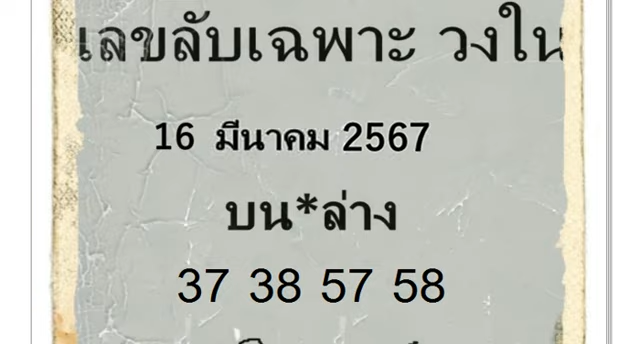 เลขลับเฉพาะ วงใน
16 มีนาคม 2567
บน*ล่าง
37 38 57 58